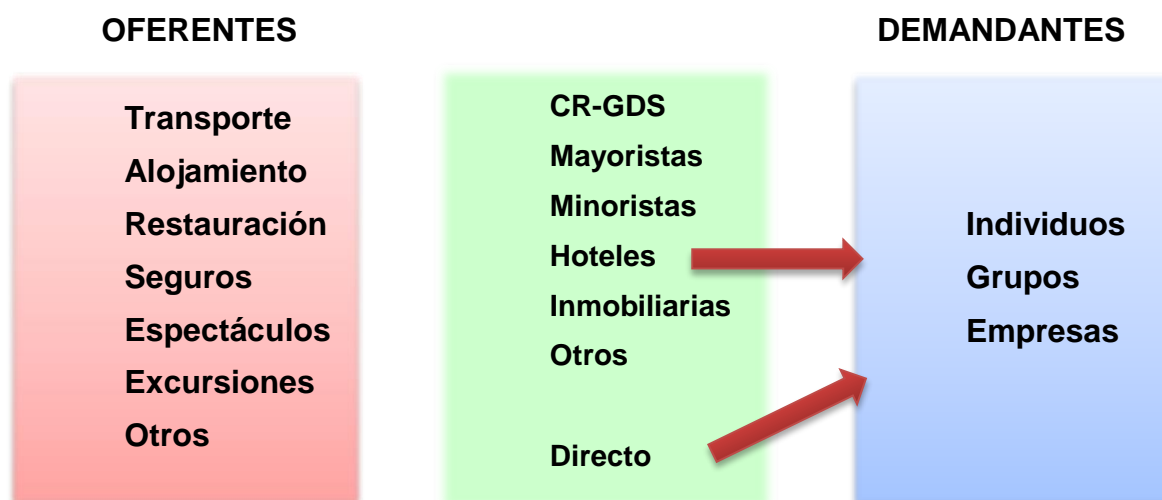 OFERENTES
Transporte
Alojamiento
Restauración
Seguros
Espectáculos
Excursiones
Otros
CR-GDS
Mayoristas
Minoristas
Hoteles
Inmobiliarias
Otros
Directo
DEMANDANTES
Individuos
Grupos
Empresas